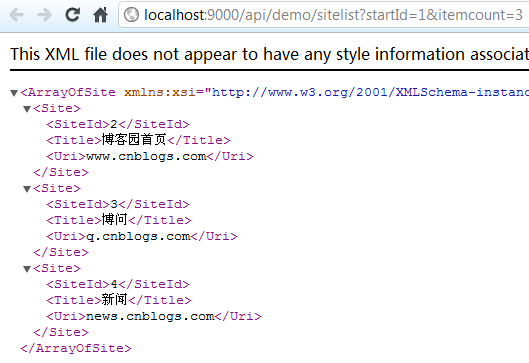 localhost:9000/api/demo/sitelist?startId=1&itemcount=3
This XML file does not appear to have any style information associat
<ArrayOfSite xmlns:xsi="http://www.w3.org/2001/XMLSchema-instanc
<Site>
<SiteId>2</SiteId>
<Title>博客园首页</Title>
<Uri>www.cnblogs.com</Uri>
</Site>
<Site>
<SiteId>3</SiteId>
<Title>博问</Title>
<Uri>q.cnblogs.com</Uri>
</Site>
<Site>
<SiteId>4</SiteId>
<Title>新闻</Title>
<Uri>news.cnblogs.com</Uri>
</Site>
</ArrayOfSite>